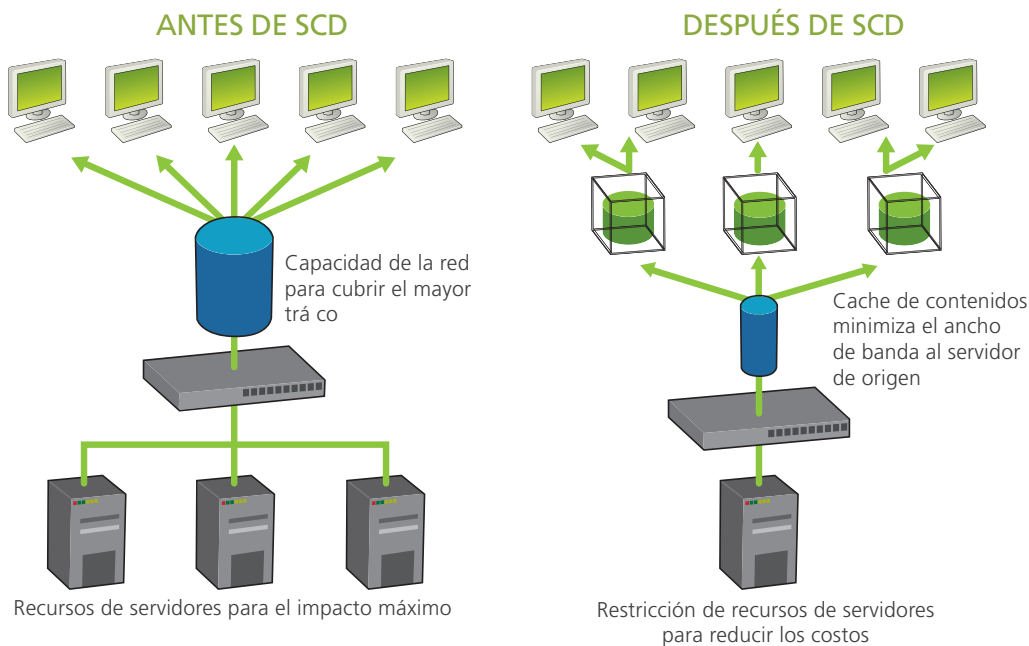 ANTES DE SCD
Capacidad de la red
para cubrir el mayor
trá co
Recursos de servidores para el impacto máximo
DESPUÉS DE SCD
Cache de contenidos
minimiza el ancho
de banda al servidor
de origen
Restricción de recursos de servidores
para reducir los costos